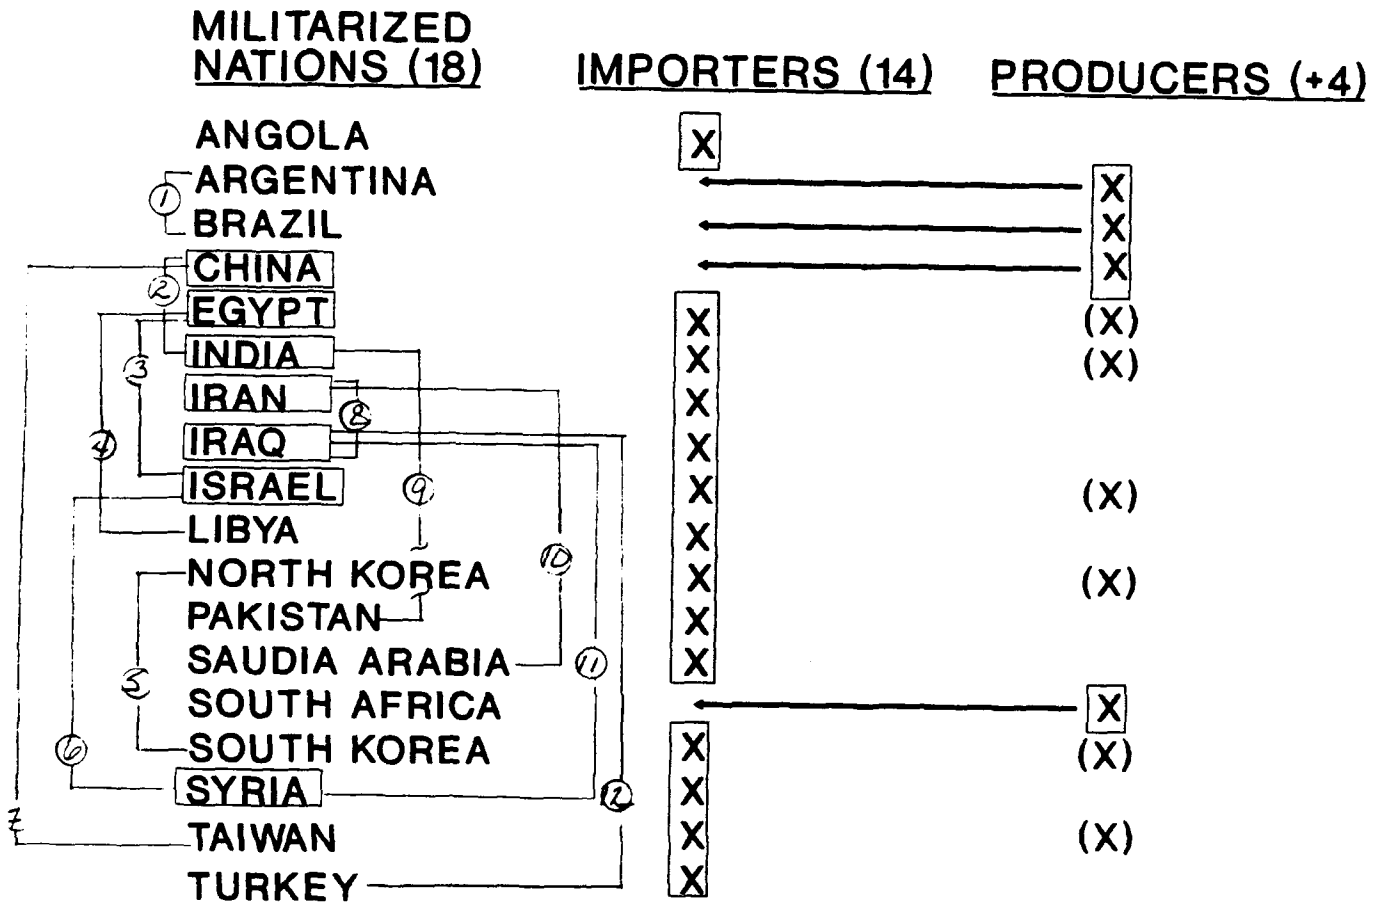 MILITARIZED
NATIONS (18) IMPORTERS (14) PRODUCERS (+4)
ANGOLA X
① ARGENTINA X
BRAZIL X
② CHINA X
EGYPT X (X)
③ INDIA X (X)
⑧ IRAN X
④ IRAQ X
⑨ ISRAEL X (X)
LIBYA X
⑩ NORTH KOREA X (X)
PAKISTAN X
⑤ SAUDIA ARABIA ⑪ X
SOUTH AFRICA X
⑥ SOUTH KOREA X (X)
SYRIA ⑫ X
7 TAIWAN X (X)
TURKEY X